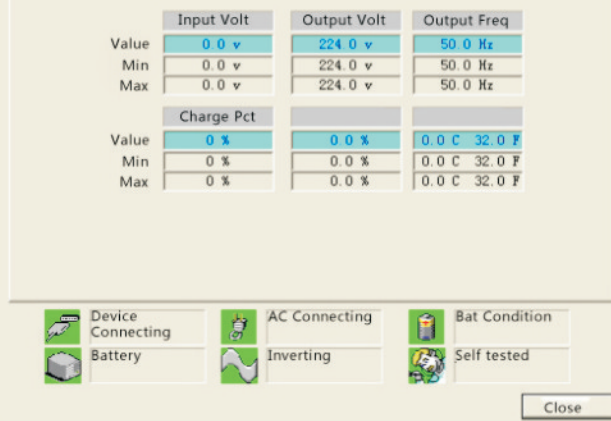 Input Volt Output Volt Output Freq
Value 0.0 v 224.0 v 50.0 Hz
Min 0.0 v 224.0 v 50.0 Hz
Max 0.0 v 224.0 v 50.0 Hz
Charge Pct
Value 0 % 0.0 % 0.0 C 32.0 F
Min 0 % 0.0 % 0.0 C 32.0 F
Max 0 % 0.0 % 0.0 C 32.0 F
Device Connecting
AC Connecting
Bat Condition
Battery
Inverting
Self tested
Close